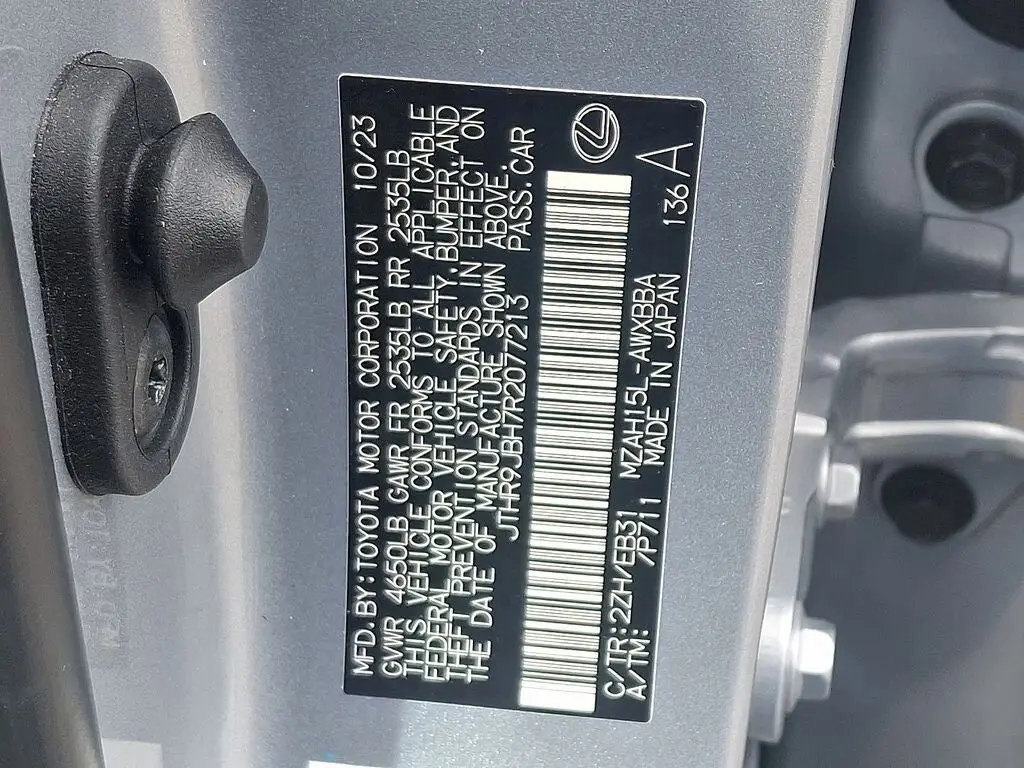 MFD.BY:TOYOTA MOTOR CORPORATION 10/23
GVWR 4650LB GAWR FR 2535LB RR 2535LB
THIS VEHICLE CONFORMS TO ALL APPLICABLE
FEDERAL MOTOR VEHICLE SAFETY,BUMPER,AND
THEFT PREVENTION STANDARDS IN EFFECT ON
THE DATE OF MANUFACTURE SHOWN ABOVE.
JTHR9JBH7R2077213 PASS.CAR
C/TR:2ZH/EB31 MZAH15L-AWXBBA 136 A
A/TM: /P711 MADE IN JAPAN